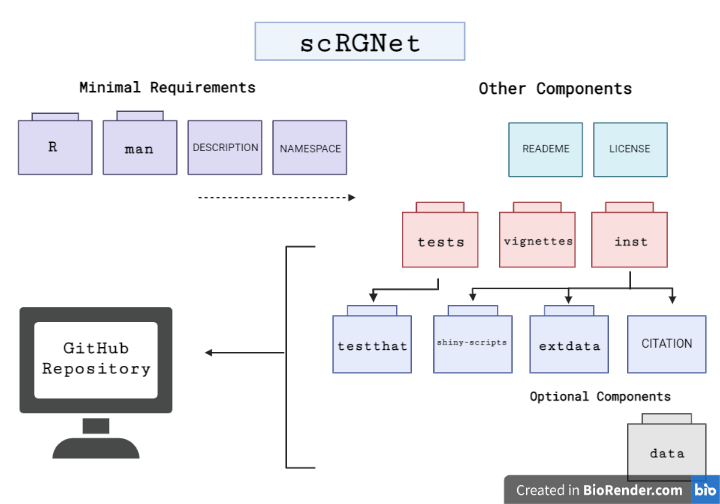 scRGNet
Minimal Requirements
Other Components
R
man
DESCRIPTION
NAMESPACE
READEME
LICENSE
tests
vignettes
inst
testthat
shiny-scripts
extdata
CITATION
GitHub
Repository
Optional Components
data
Created in BioRender.com bio